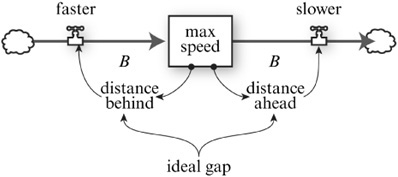 faster
slower
max
speed
B
B
distance
behind
distance
ahead
ideal gap